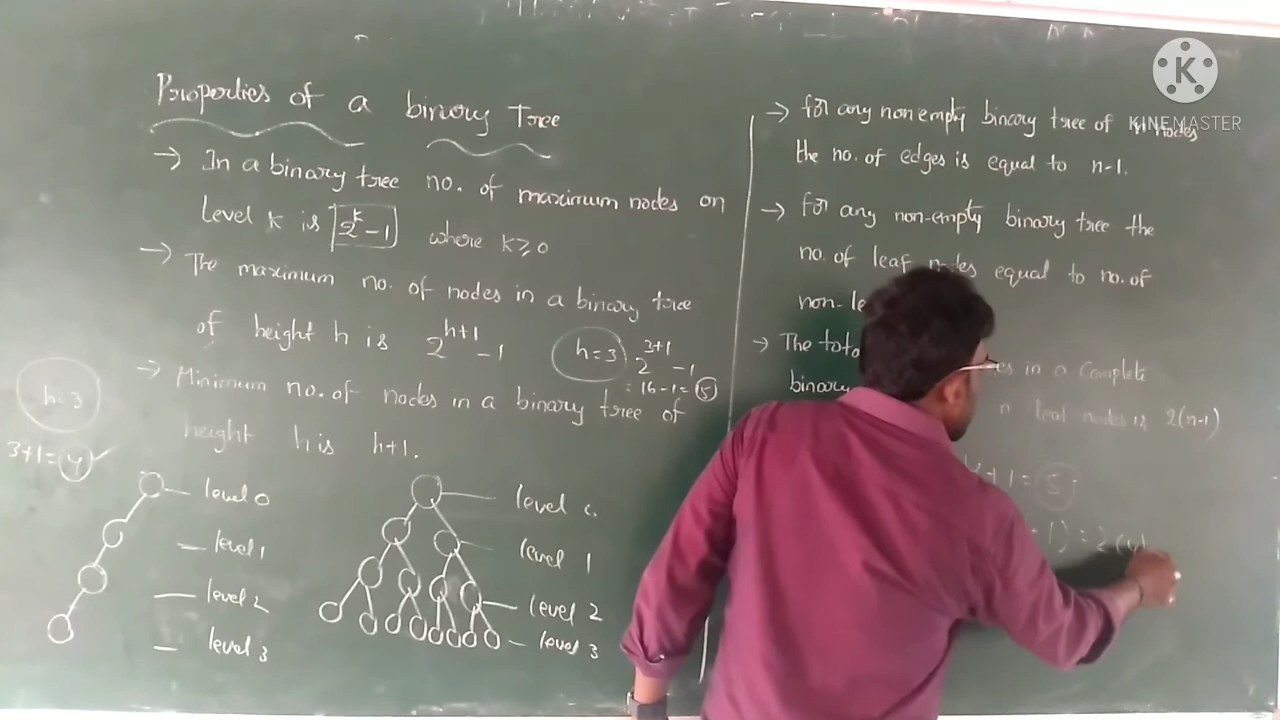 Properties of a binary Tree
→ In a binary tree no. of maximum nodes on
Level k is 2^k - 1 where k ≥ 0
→ The maximum no. of nodes in a binary tree
of height h is 2^(h+1) - 1
h=3
2^(3+1) - 1
: 16-1 = 5
→ Minimum no. of nodes in a binary tree of
height h is h+1.
h=3
3+1=4
level 0
level 1
level 2
level 3
level
level 1
level 2
level 3
→ for any non empty binary tree of nodes
the no. of edges is equal to n-1.
→ for any non-empty binary tree the
no. of leaf nodes equal to no. of
non-
→ The in a Complete
binary n leaf nodes is 2(n-1)
+1 = 5
1) = 2(4)
K
KINEMASTER